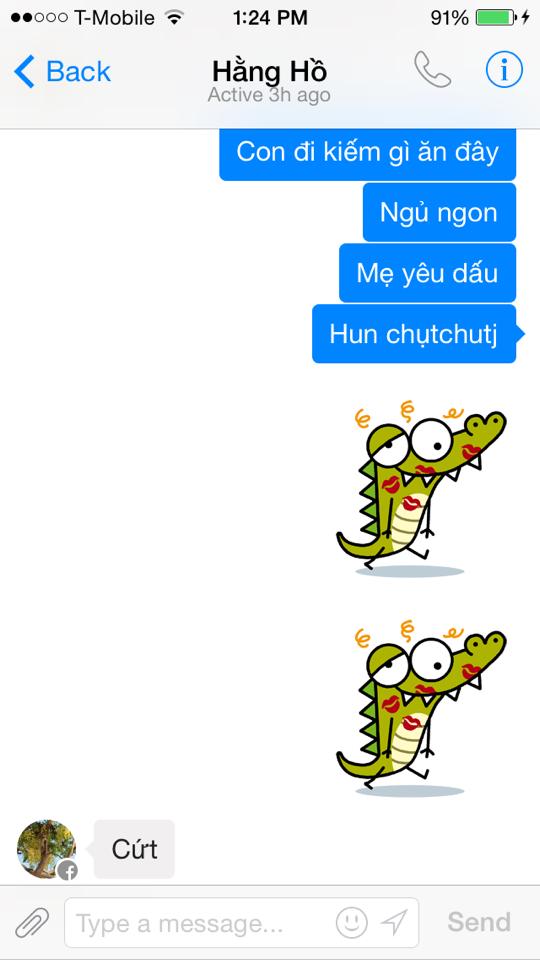 T-Mobile 1:24 PM 91%
Back Hằng Hồ
Active 3h ago
Con đi kiếm gì ăn đây
Ngủ ngon
Mẹ yêu dấu
Hun chụtchutj
Cứt
Type a message... Send